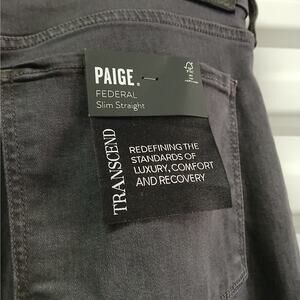 PAIGE®
FEDERAL
Slim Straight
TRANSCEND
REDEFINING THE
STANDARDS OF
LUXURY, COMFORT
AND RECOVERY